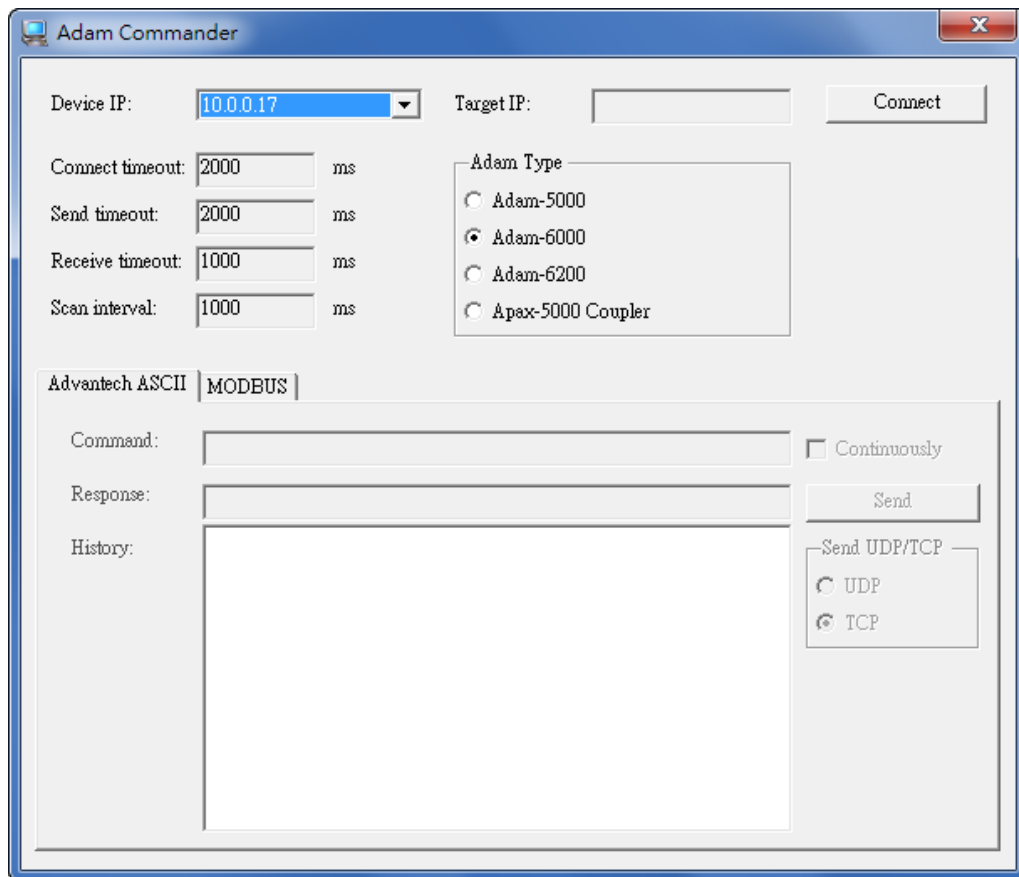 Adam Commander
Device IP: 10.0.0.17 Target IP: Connect
Connect timeout: 2000 ms
Send timeout: 2000 ms
Receive timeout: 1000 ms
Scan interval: 1000 ms
Adam Type
Adam-5000
Adam-6000
Adam-6200
Apax-5000 Coupler
Advantech ASCII MODBUS
Command: Continuously
Response: Send
History: Send UDP/TCP
UDP
TCP